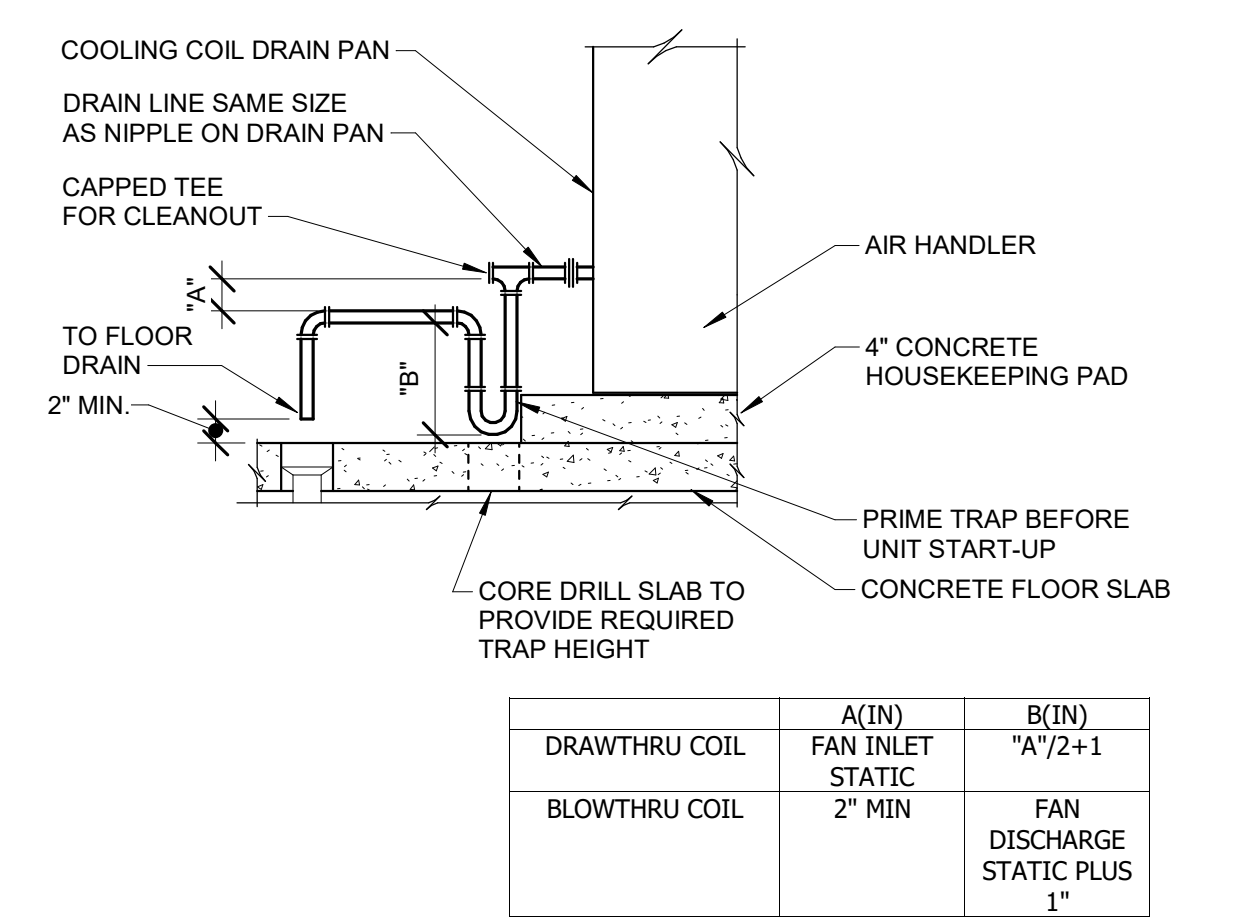 COOLING COIL DRAIN PAN
DRAIN LINE SAME SIZE
AS NIPPLE ON DRAIN PAN
CAPPED TEE
FOR CLEANOUT
"A"
TO FLOOR
DRAIN
2" MIN.
"B"
AIR HANDLER
4" CONCRETE
HOUSEKEEPING PAD
PRIME TRAP BEFORE
UNIT START-UP
CONCRETE FLOOR SLAB
CORE DRILL SLAB TO
PROVIDE REQUIRED
TRAP HEIGHT
A(IN) B(IN)
DRAWTHRU COIL FAN INLET "A"/2+1
STATIC
BLOWTHRU COIL 2" MIN FAN
DISCHARGE
STATIC PLUS
1"